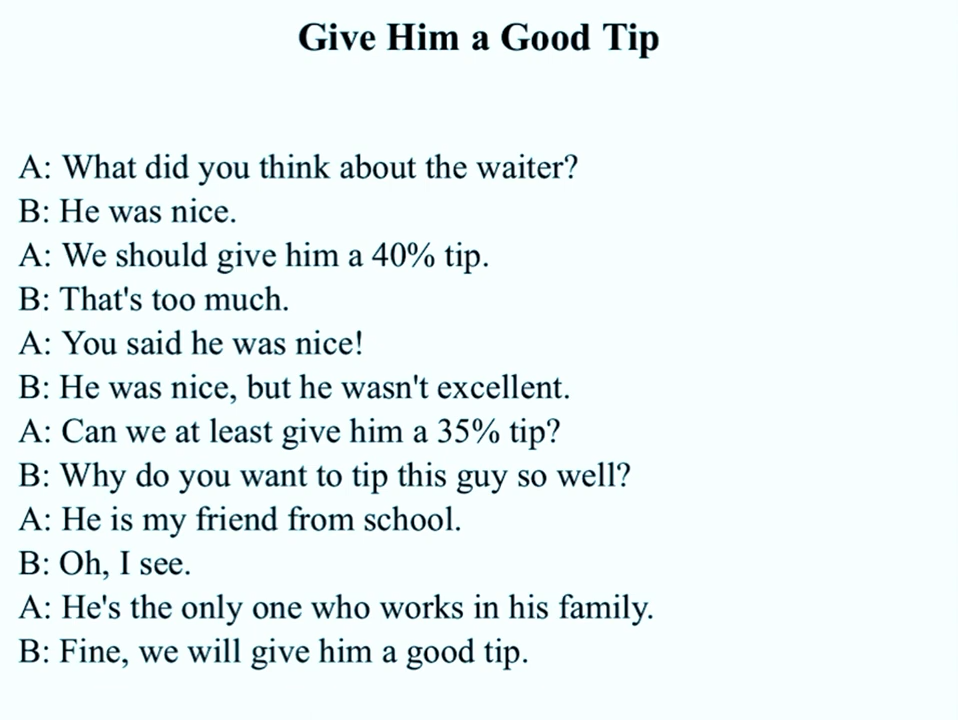 Give Him a Good Tip
A: What did you think about the waiter?
B: He was nice.
A: We should give him a 40% tip.
B: That's too much.
A: You said he was nice!
B: He was nice, but he wasn't excellent.
A: Can we at least give him a 35% tip?
B: Why do you want to tip this guy so well?
A: He is my friend from school.
B: Oh, I see.
A: He's the only one who works in his family.
B: Fine, we will give him a good tip.